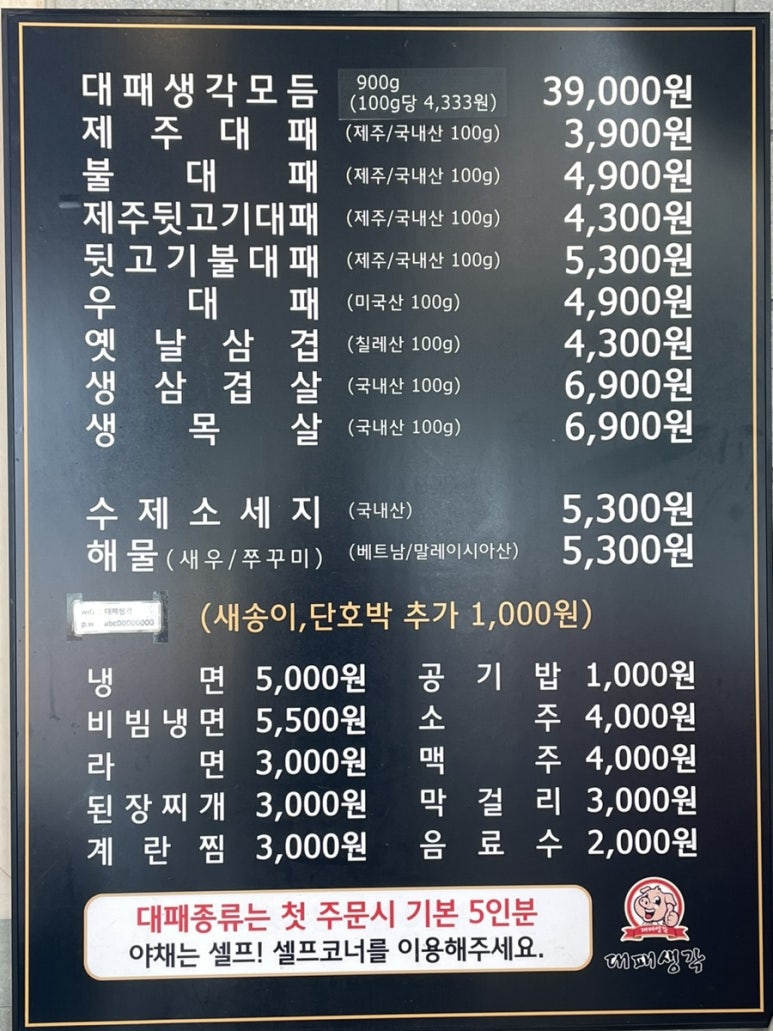 대패생각모듬 900g (100g당 4,333원) 39,000원
제주대패 (제주/국내산 100g) 3,900원
불대패 (제주/국내산 100g) 4,900원
제주뒷고기대패 (제주/국내산 100g) 4,300원
뒷고기불대패 (제주/국내산 100g) 5,300원
우대패 (미국산 100g) 4,900원
옛날삼겹 (칠레산 100g) 4,300원
생삼겹살 (국내산 100g) 6,900원
생목살 (국내산 100g) 6,900원
수제소세지 (국내산) 5,300원
해물(새우/쭈꾸미) (베트남/말레이시아산) 5,300원
대패생각
p.w abc00000000
(새송이,단호박 추가 1,000원)
냉면 5,000원 공기밥 1,000원
비빔냉면 5,500원 소주 4,000원
라면 3,000원 맥주 4,000원
된장찌개 3,000원 막걸리 3,000원
계란찜 3,000원 음료수 2,000원
대패종류는 첫 주문시 기본 5인분
야채는 셀프! 셀프코너를 이용해주세요.
대패생각
대패생각